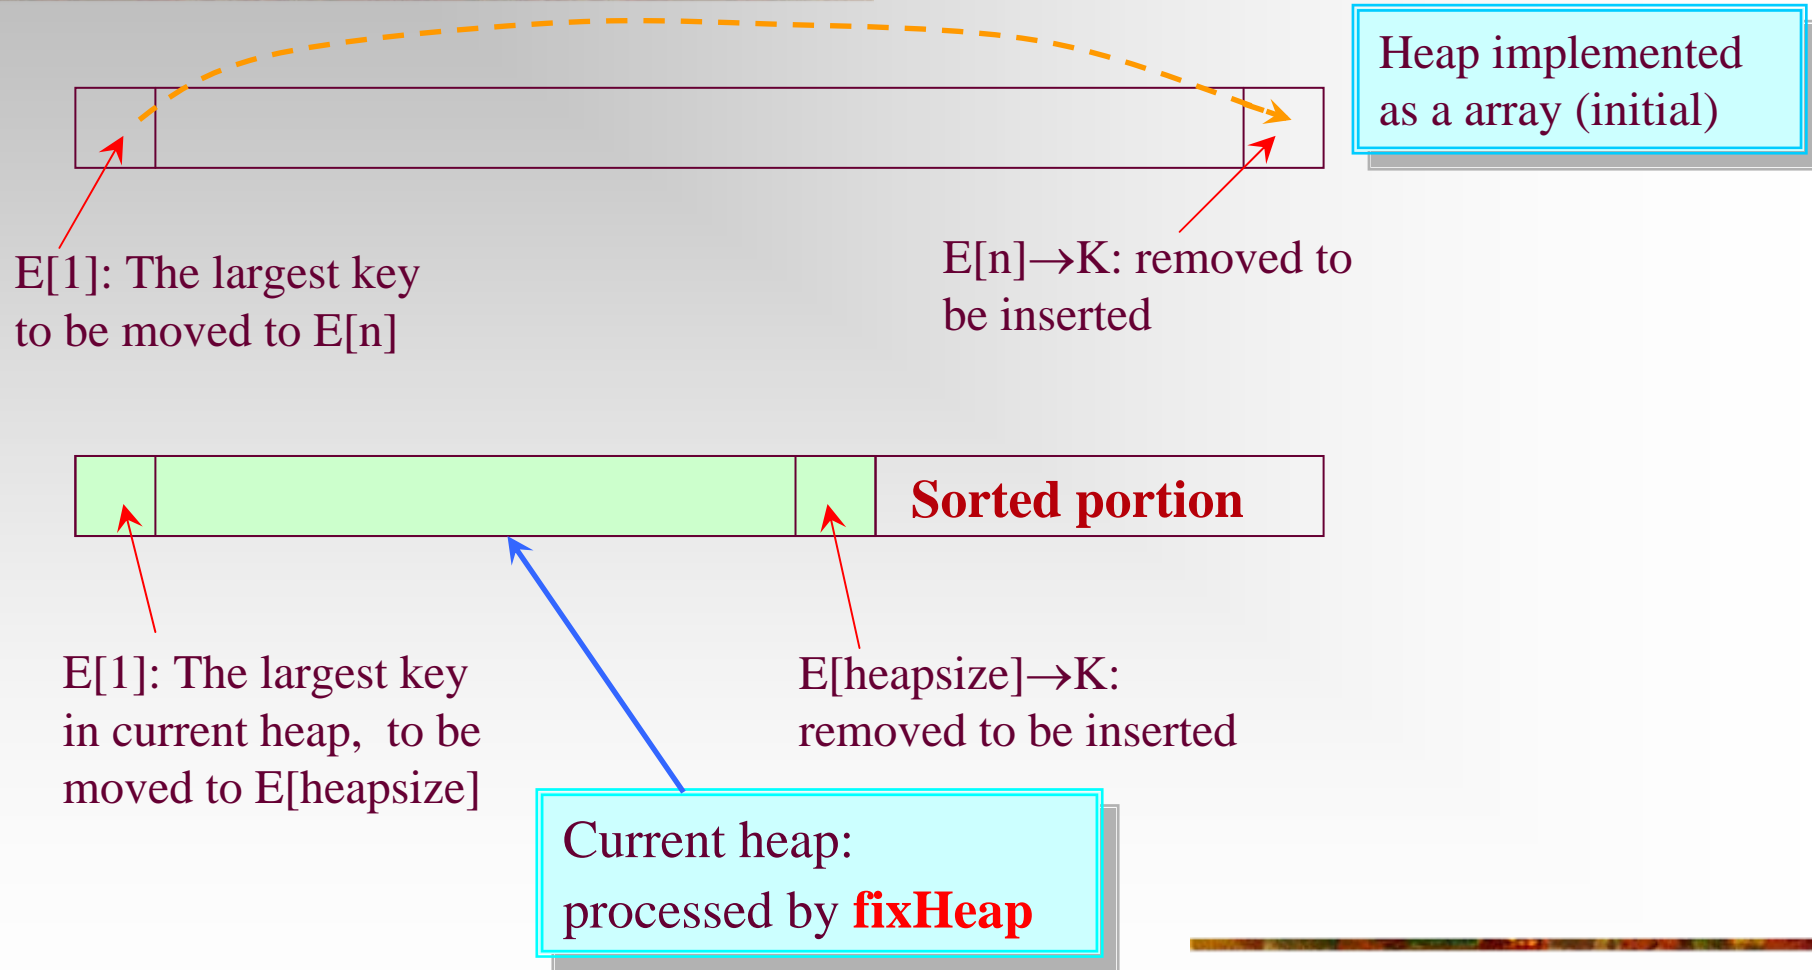 Heap implemented
as a array (initial)
E[1]: The largest key
to be moved to E[n]
E[n]→K: removed to
be inserted
Sorted portion
E[1]: The largest key
in current heap, to be
moved to E[heapsize]
E[heapsize]→K:
removed to be inserted
Current heap:
processed by fixHeap